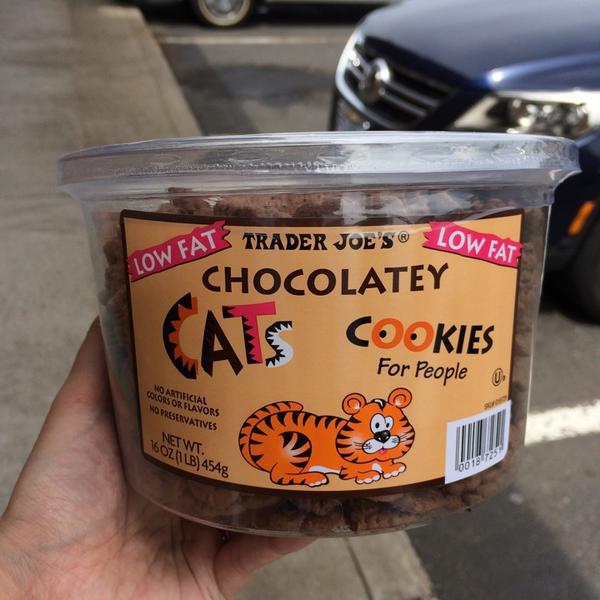 LOW FAT
TRADER JOE'S®
LOW FAT
CHOCOLATEY
CATS COOKIES
For People
NO ARTIFICIAL
COLORS OR FLAVORS
NO PRESERVATIVES
NET WT.
16 OZ (1 LB) 454g
U